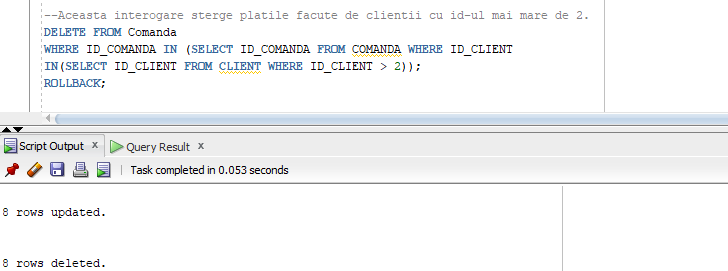 --Aceasta interogare sterge platile facute de clientii cu id-ul mai mare de 2.
DELETE FROM Comanda
WHERE ID_COMANDA IN (SELECT ID_COMANDA FROM COMANDA WHERE ID_CLIENT
IN(SELECT ID_CLIENT FROM CLIENT WHERE ID_CLIENT > 2));
ROLLBACK;
Script Output x Query Result x
Task completed in 0.053 seconds
8 rows updated.
8 rows deleted.